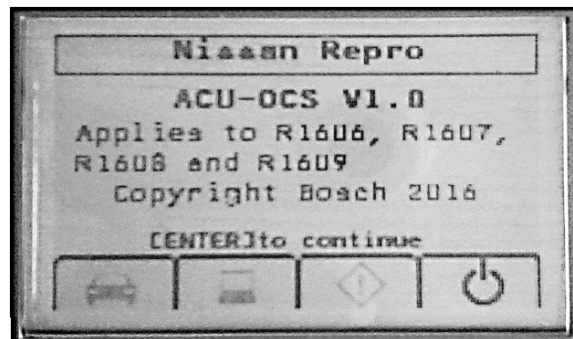 Nissan Repro
ACU-OCS V1.0
Applies to R1606, R1607,
R1608 and R1609
Copyright Bosch 2016
[ENTER]to continue